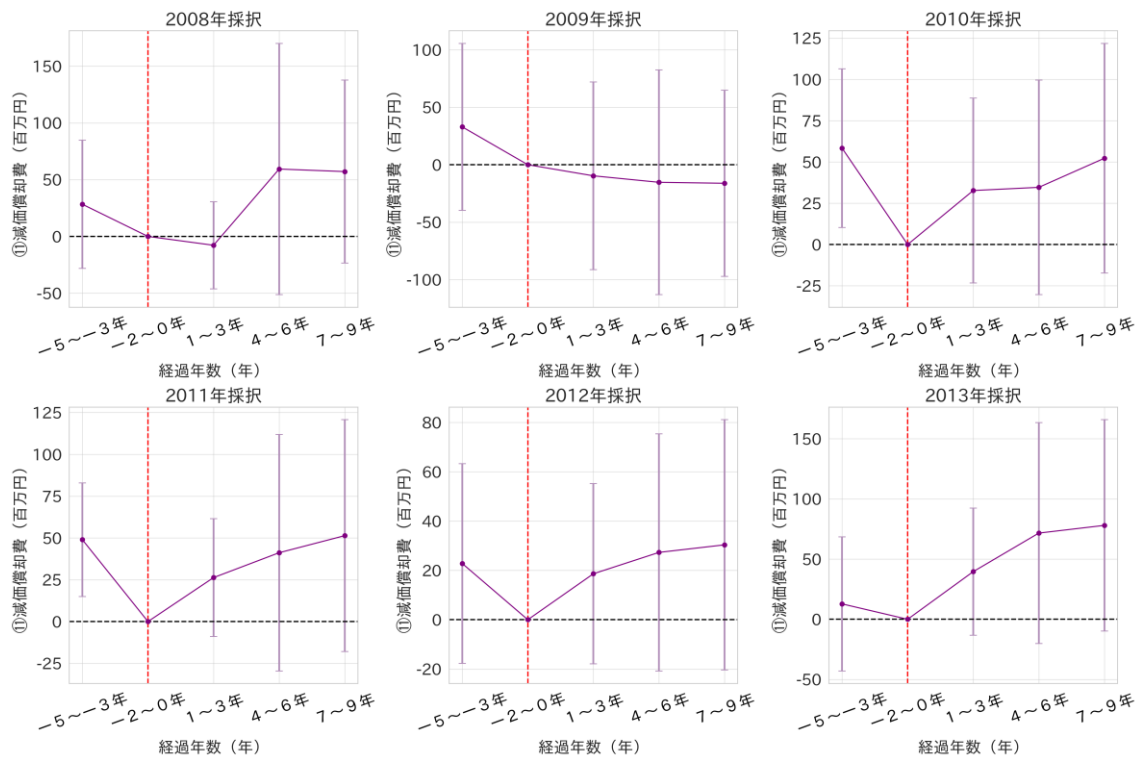 2008年採択
⑪減価償却費（百万円）
150
100
50
0
-50
－5～－3年
－2～0年
1～3年
4～6年
7～9年
経過年数（年）
2009年採択
⑪減価償却費（百万円）
100
50
0
-50
-100
－5～－3年
－2～0年
1～3年
4～6年
7～9年
経過年数（年）
2010年採択
⑪減価償却費（百万円）
125
100
75
50
25
0
-25
－5～－3年
－2～0年
1～3年
4～6年
7～9年
経過年数（年）
2011年採択
⑪減価償却費（百万円）
125
100
75
50
25
0
-25
－5～－3年
－2～0年
1～3年
4～6年
7～9年
経過年数（年）
2012年採択
⑪減価償却費（百万円）
80
60
40
20
0
-20
－5～－3年
－2～0年
1～3年
4～6年
7～9年
経過年数（年）
2013年採択
⑪減価償却費（百万円）
150
100
50
0
-50
－5～－3年
－2～0年
1～3年
4～6年
7～9年
経過年数（年）